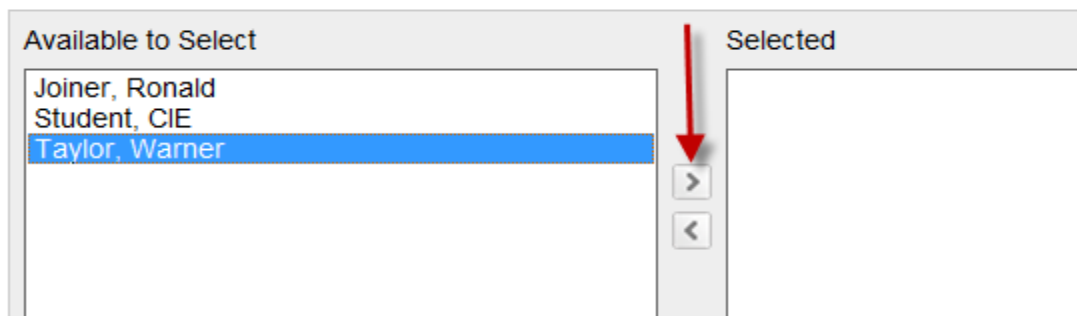 Available to Select
Selected
Joiner, Ronald
Student, CIE
Taylor, Warner